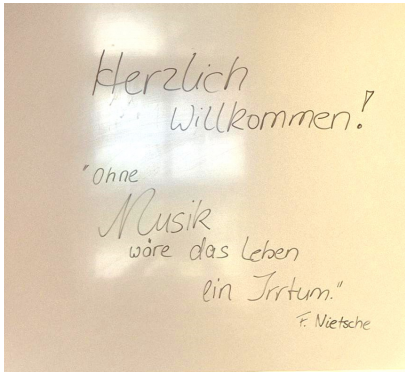 Herzlich
Willkommen!
"Ohne
Musik
wäre das Leben
ein Irrtum."
F. Nietsche